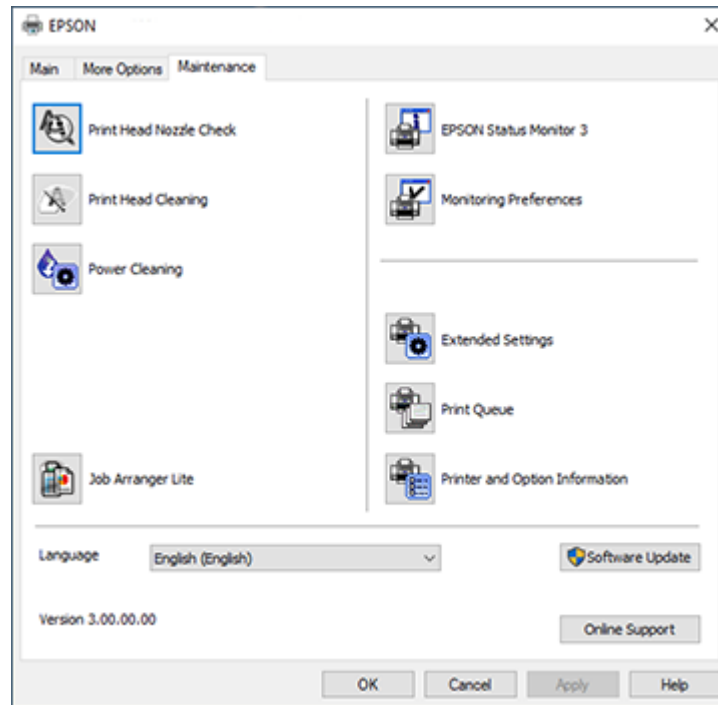 EPSON
Main
More Options
Maintenance
Print Head Nozzle Check
Print Head Cleaning
Power Cleaning
Job Arranger Lite
EPSON Status Monitor 3
Monitoring Preferences
Extended Settings
Print Queue
Printer and Option Information
Language
English (English)
Software Update
Version 3.00.00.00
Online Support
OK
Cancel
Apply
Help